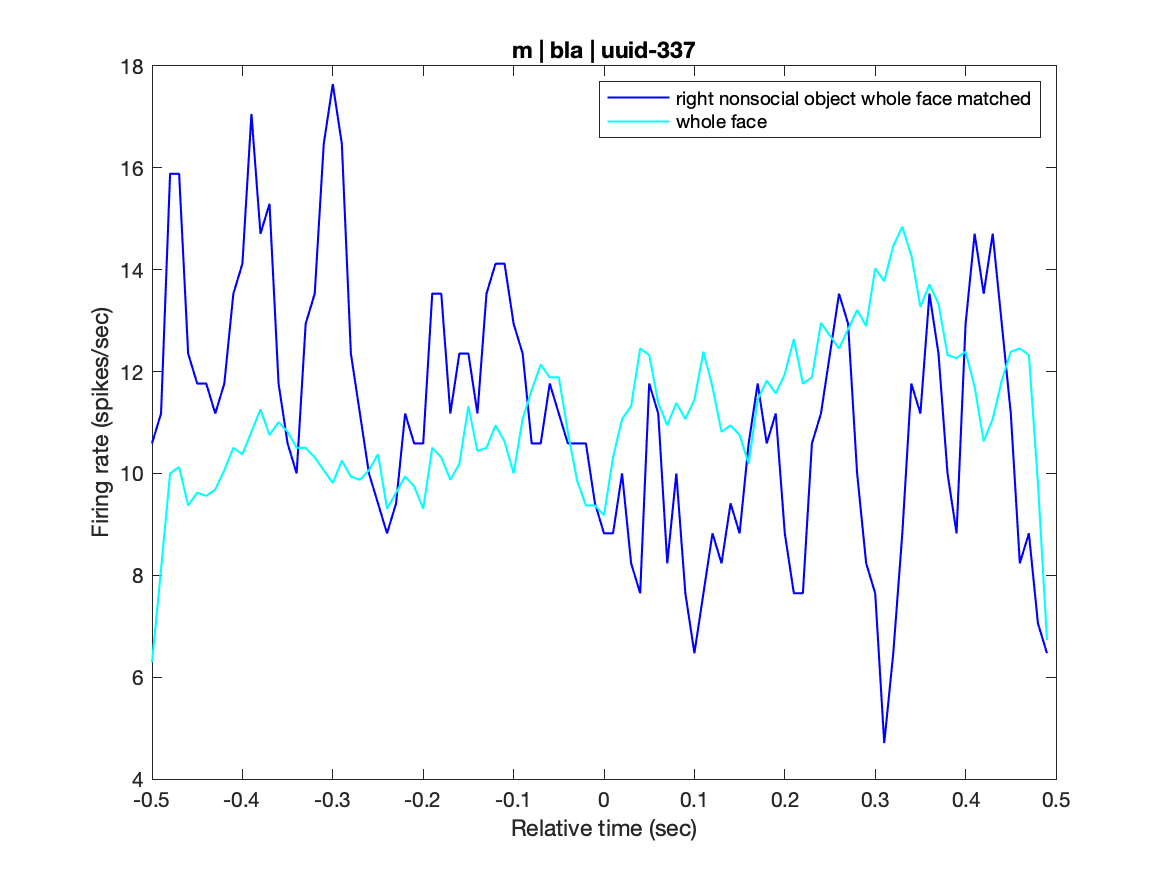 m | bla | uuid-337
right nonsocial object whole face matched
whole face
Firing rate (spikes/sec)
18
16
14
12
10
8
6
4
-0.5 -0.4 -0.3 -0.2 -0.1 0 0.1 0.2 0.3 0.4 0.5
Relative time (sec)